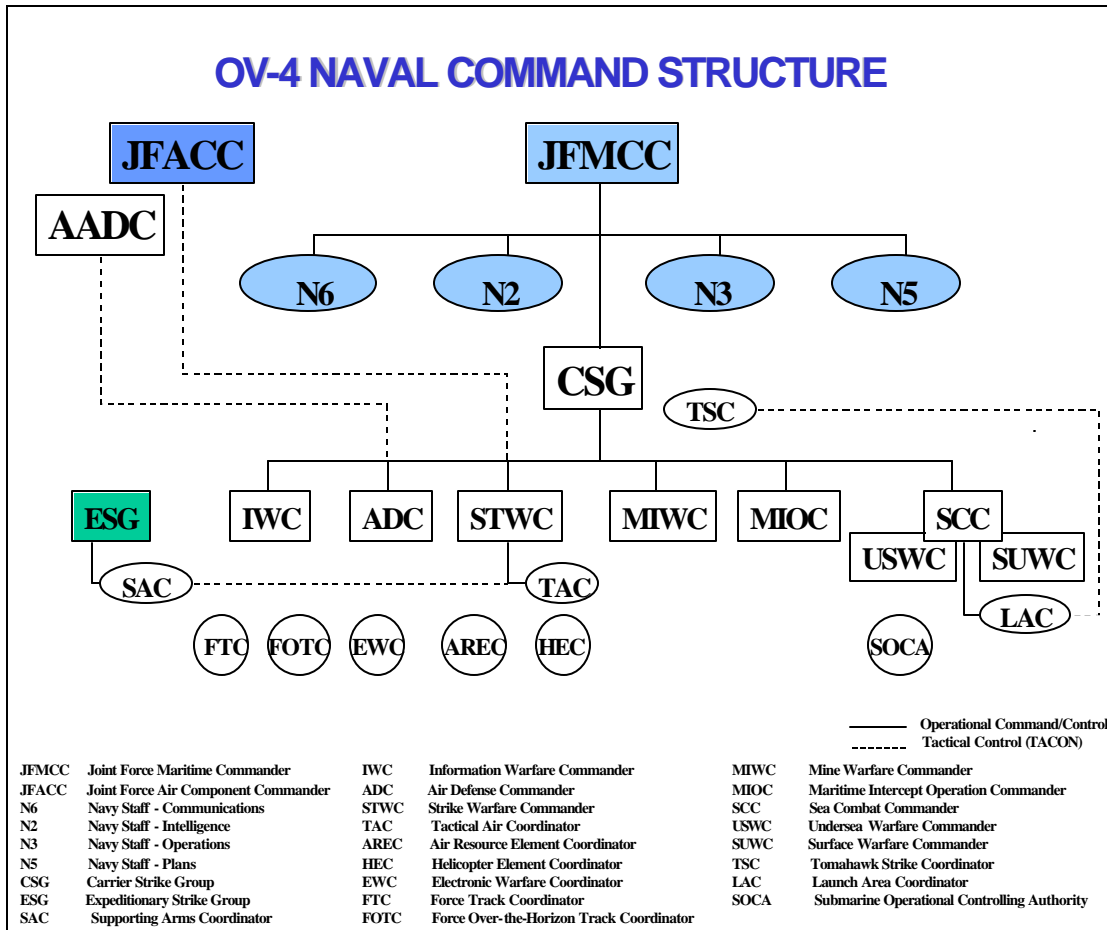 OV-4 NAVAL COMMAND STRUCTURE
JFACC
JFMCC
AADC
N6
N2
N3
N5
CSG
TSC
ESG
IWC
ADC
STWC
MIWC
MIOC
SCC
USWC
SUWC
SAC
TAC
LAC
FTC
FOTC
EWC
AREC
HEC
SOCA
Operational Command/Control
Tactical Control (TACON)
JFMCC Joint Force Maritime Commander
JFACC Joint Force Air Component Commander
N6 Navy Staff - Communications
N2 Navy Staff - Intelligence
N3 Navy Staff - Operations
N5 Navy Staff - Plans
CSG Carrier Strike Group
ESG Expeditionary Strike Group
SAC Supporting Arms Coordinator
IWC Information Warfare Commander
ADC Air Defense Commander
STWC Strike Warfare Commander
TAC Tactical Air Coordinator
AREC Air Resource Element Coordinator
HEC Helicopter Element Coordinator
EWC Electronic Warfare Coordinator
FTC Force Track Coordinator
FOTC Force Over-the-Horizon Track Coordinator
MIWC Mine Warfare Commander
MIOC Maritime Intercept Operation Commander
SCC Sea Combat Commander
USWC Undersea Warfare Commander
SUWC Surface Warfare Commander
TSC Tomahawk Strike Coordinator
LAC Launch Area Coordinator
SOCA Submarine Operational Controlling Authority